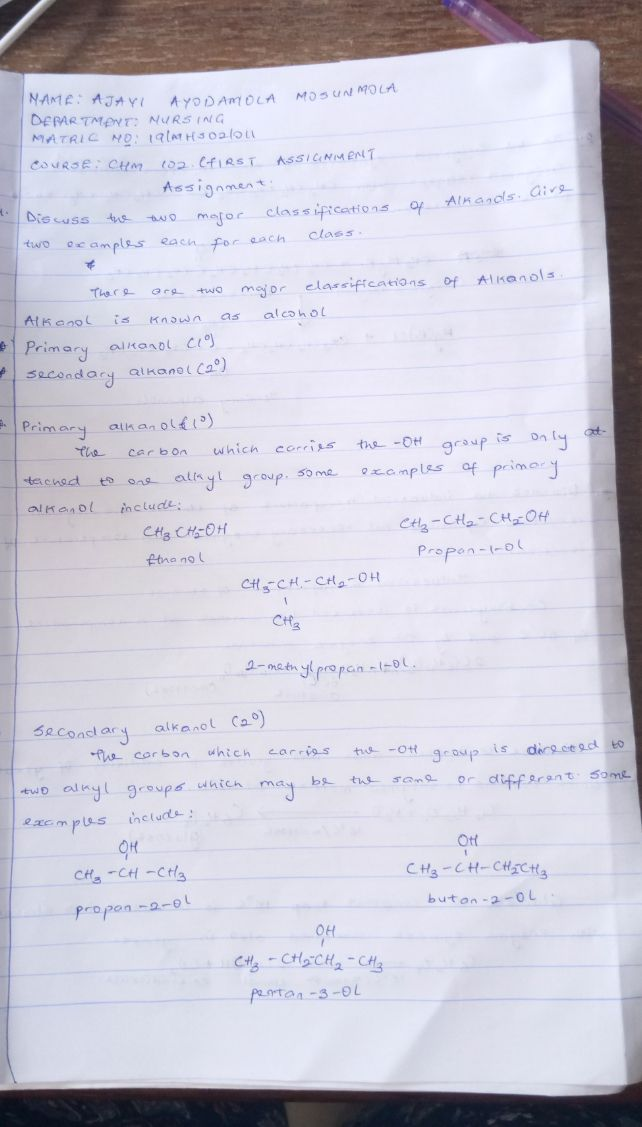 NAME: AJAYI AYODAMOLA MOSUNMOLA
DEPARTMENT: NURSING
MATRIC NO: 19/MHS02/011
COURSE: CHM 102. (FIRST ASSIGNMENT
Assignment:
1. Discuss the two major classifications of Alkanols. Give
two examples each for each class.
There are two major classifications of Alkanols.
Alkanol is known as alcohol
Primary alkanol (1°)
Secondary alkanol (2°)
Primary alkanol (1°)
The carbon which carries the -OH group is only at-
tached to one alkyl group. some examples of primary
alkanol include:
CH3CH2-OH CH3-CH2-CH2-OH
Ethanol Propan-1-OL
CH3-CH-CH2-OH
CH3
2-methylpropan-1-OL.
Secondary alkanol (2°)
The carbon which carries the -OH group is directed to
two alkyl groups which may be the same or different. some
examples include:
OH OH
CH3-CH-CH3 CH3-CH-CH2CH3
propan-2-OL butan-2-OL
OH
CH3-CH2-CH2-CH3
pentan-3-OL